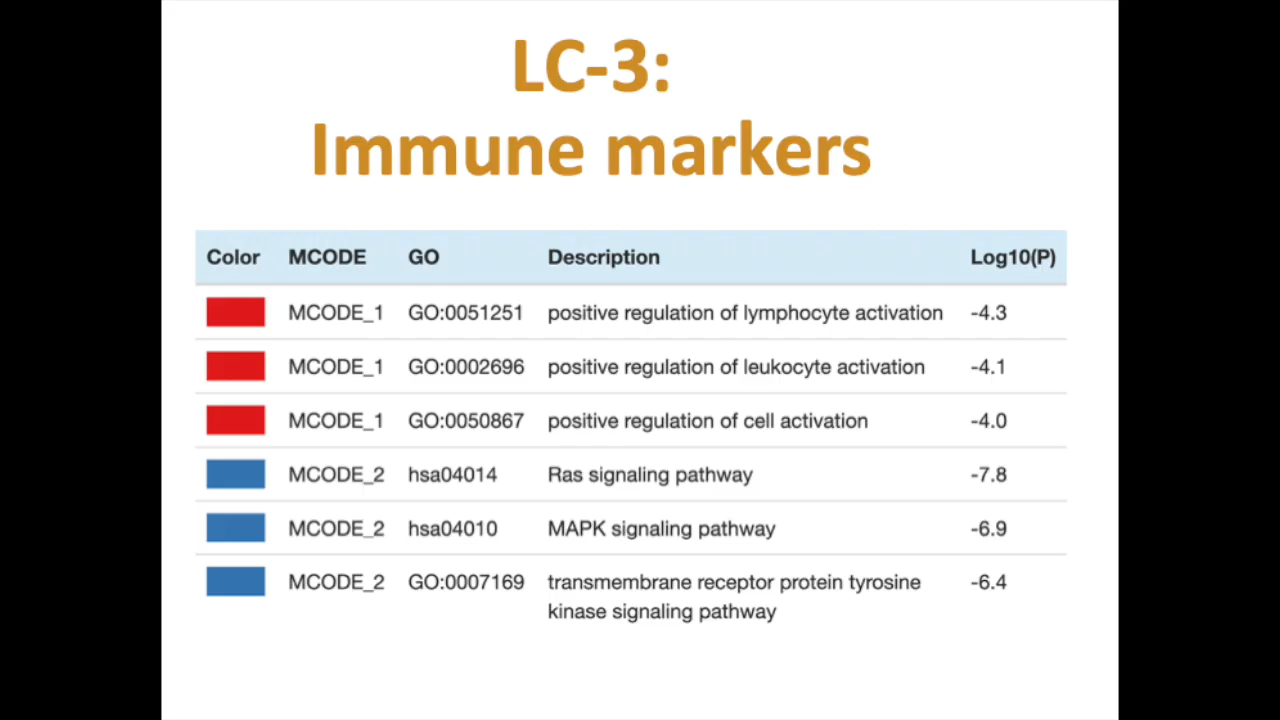 LC-3:
Immune markers
Color MCODE GO Description Log10(P)
MCODE_1 GO:0051251 positive regulation of lymphocyte activation -4.3
MCODE_1 GO:0002696 positive regulation of leukocyte activation -4.1
MCODE_1 GO:0050867 positive regulation of cell activation -4.0
MCODE_2 hsa04014 Ras signaling pathway -7.8
MCODE_2 hsa04010 MAPK signaling pathway -6.9
MCODE_2 GO:0007169 transmembrane receptor protein tyrosine -6.4
kinase signaling pathway